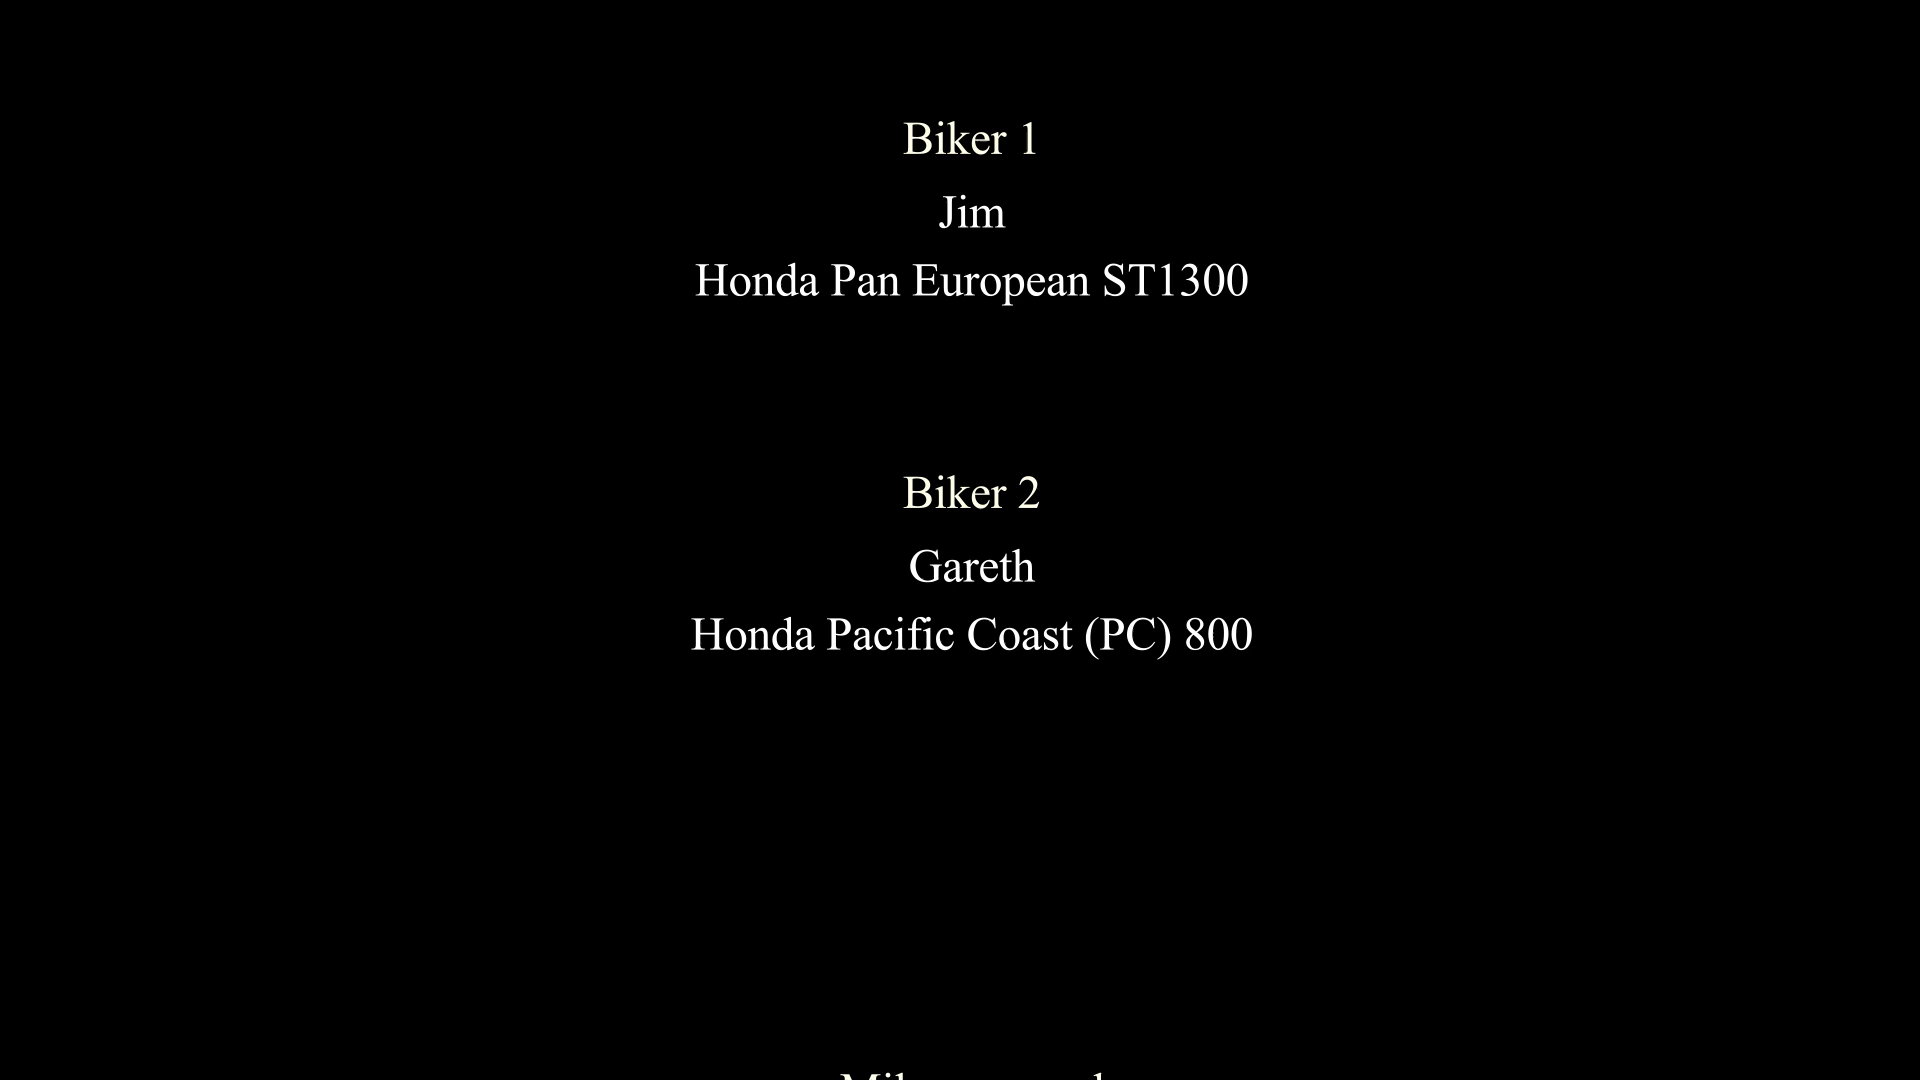 Biker 1
Jim
Honda Pan European ST1300
Biker 2
Gareth
Honda Pacific Coast (PC) 800